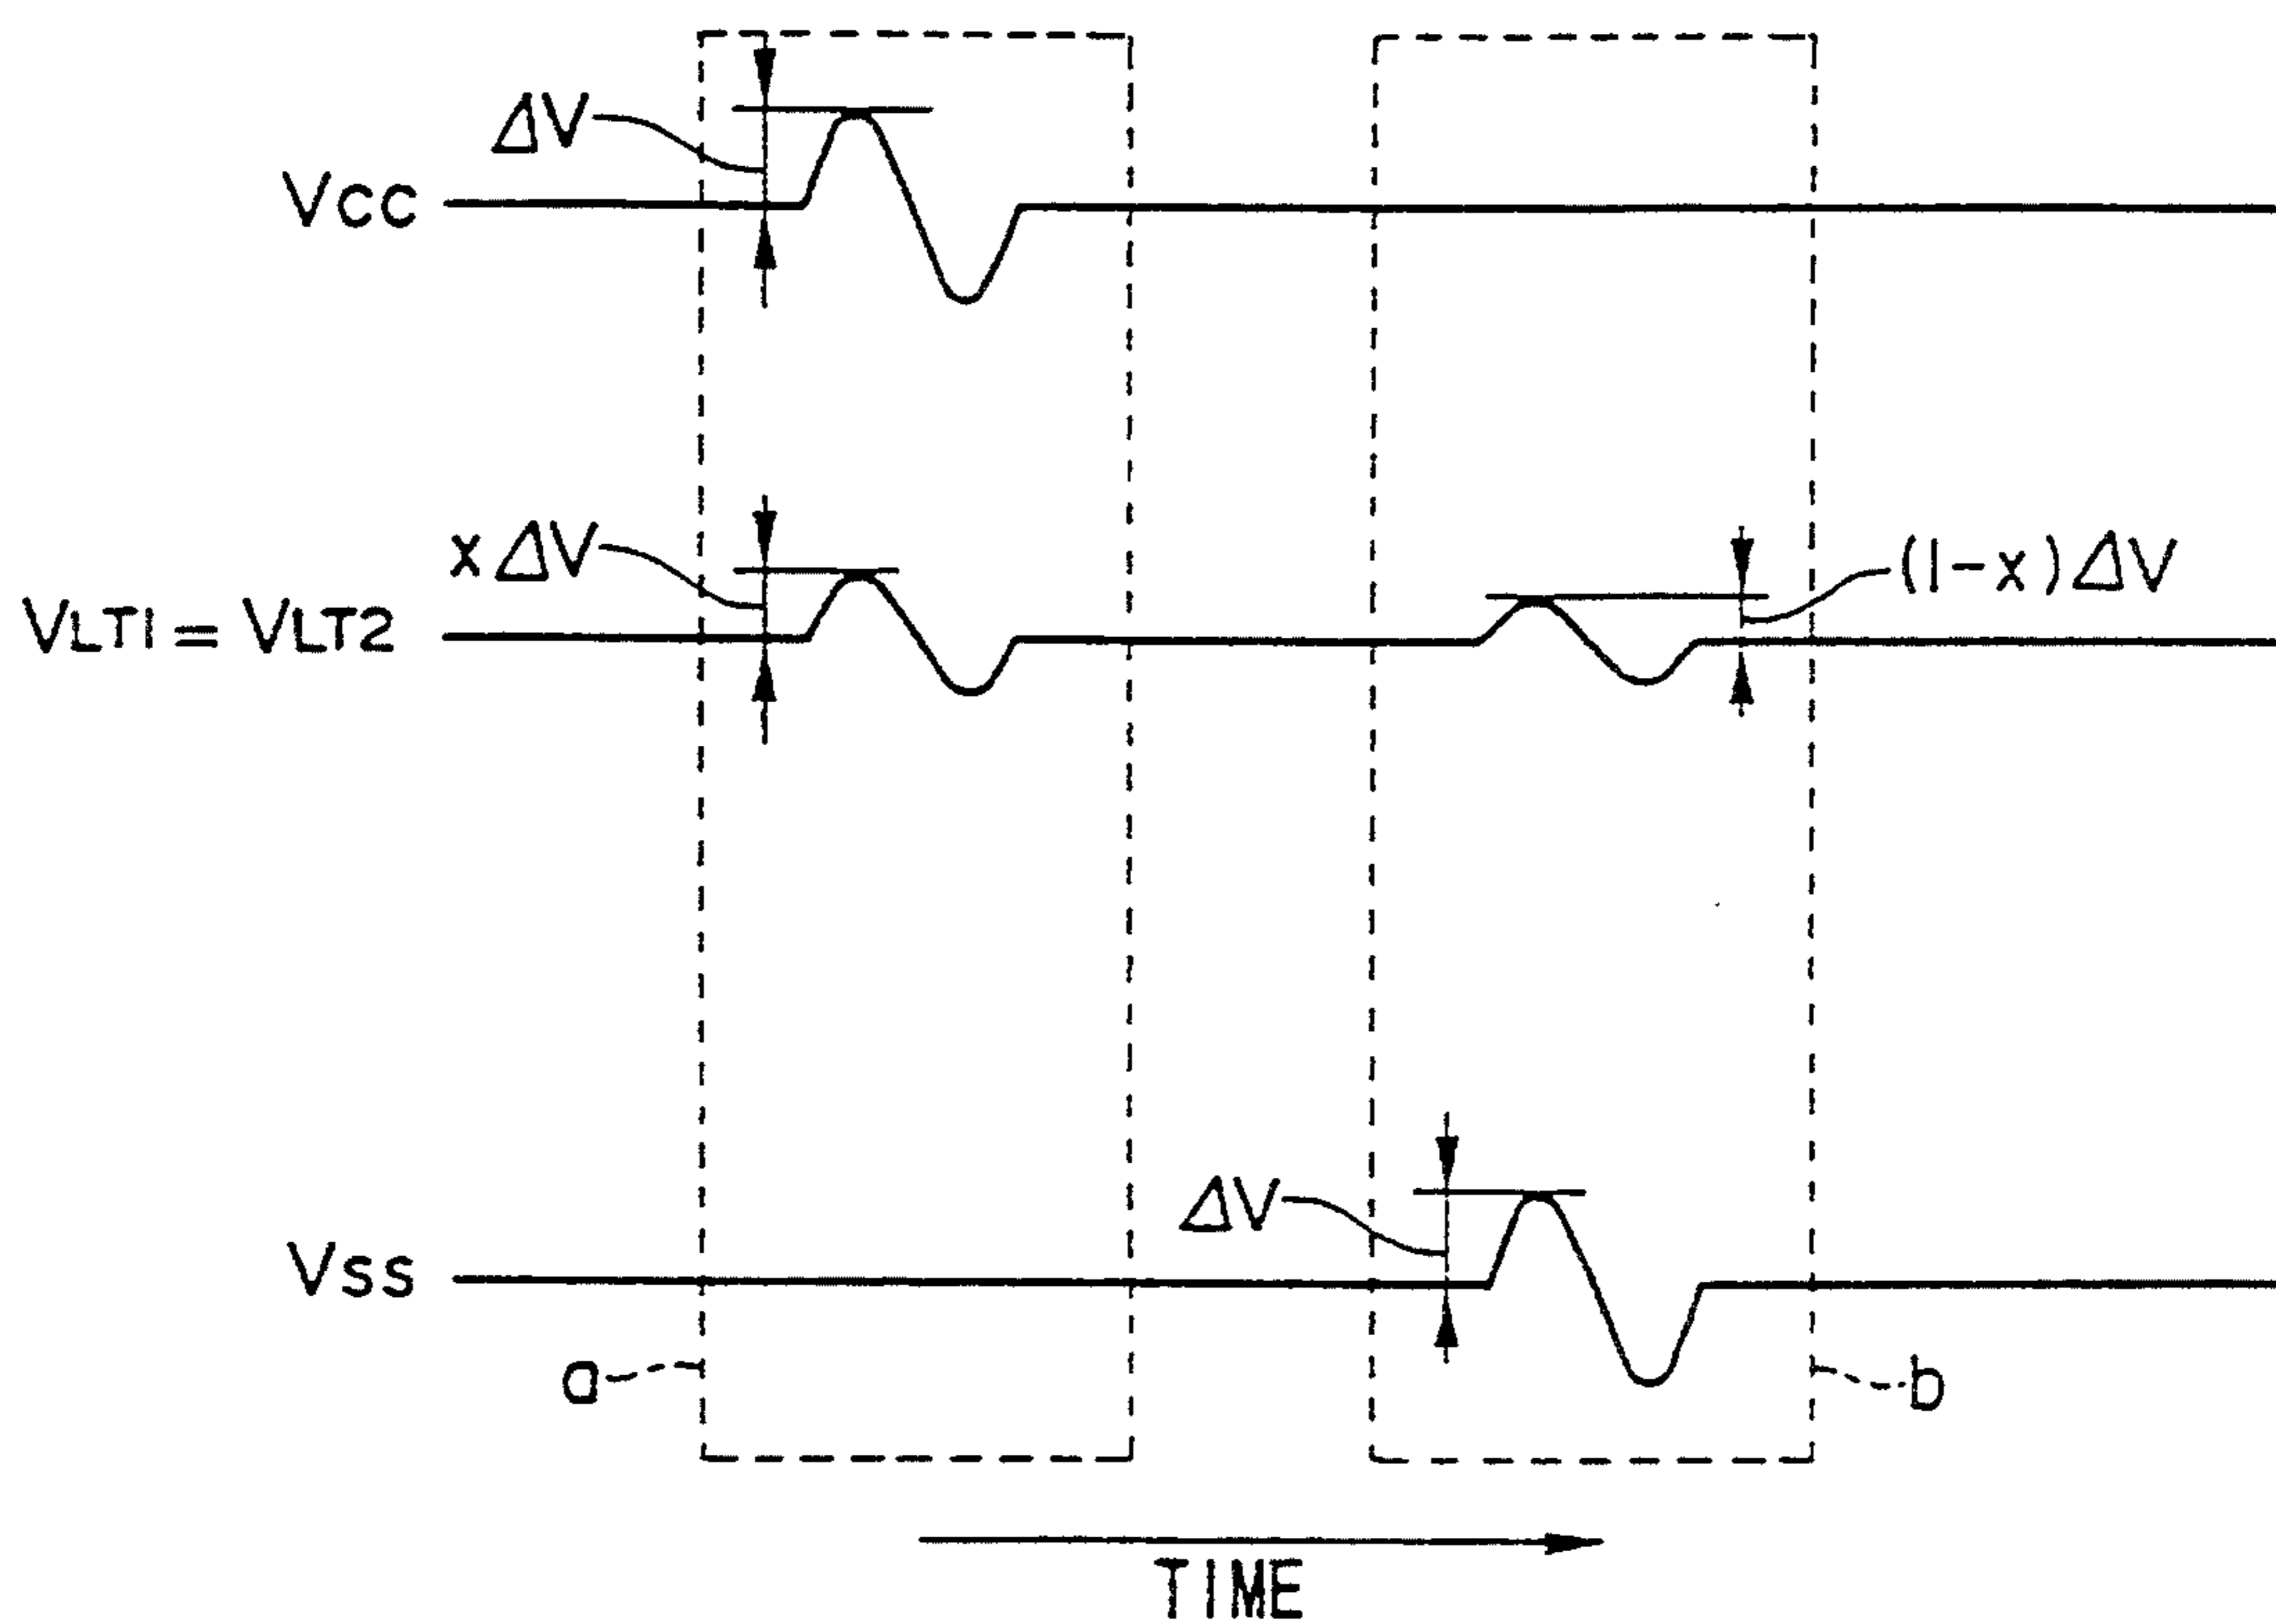 ΔV
Vcc
xΔV
VLT1 = VLT2
(1-x)ΔV
ΔV
Vss
a
b
TIME